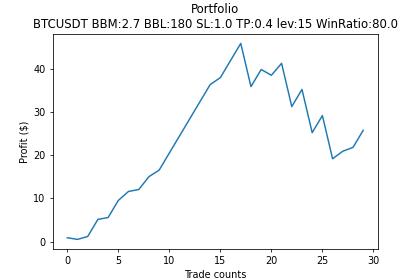 Portfolio
BTCUSDT BBM:2.7 BBL:180 SL:1.0 TP:0.4 lev:15 WinRatio:80.0
40
30
20
10
0
Profit ($)
0 5 10 15 20 25 30
Trade counts